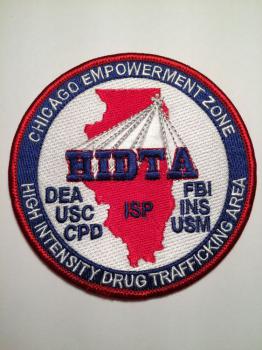 CHICAGO EMPOWERMENT ZONE
HIDTA
DEA
USC
CPD
ISP
FBI
INS
USM
HIGH INTENSITY DRUG TRAFFICKING AREA